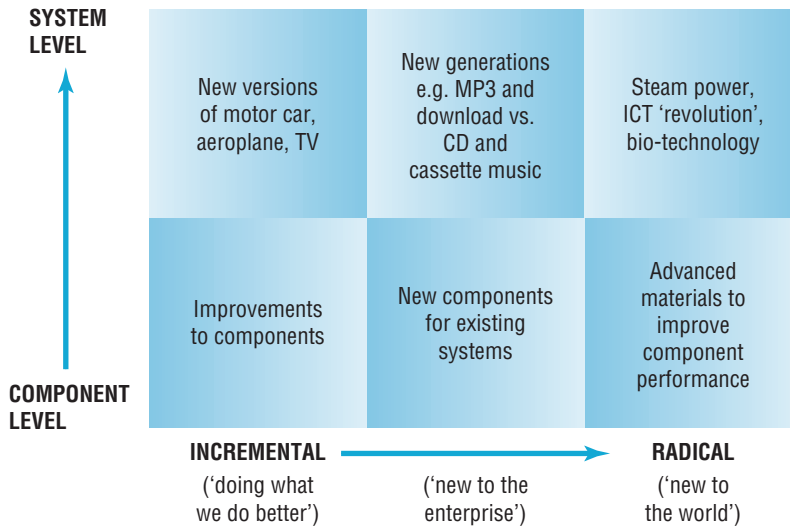 SYSTEM
LEVEL
New versions
of motor car,
aeroplane, TV
New generations
e.g. MP3 and
download vs.
CD and
cassette music
Steam power,
ICT ‘revolution’,
bio-technology
Improvements
to components
New components
for existing
systems
Advanced
materials to
improve
component
performance
COMPONENT
LEVEL
INCREMENTAL
RADICAL
(‘doing what
we do better’)
(‘new to the
enterprise’)
(‘new to
the world’)